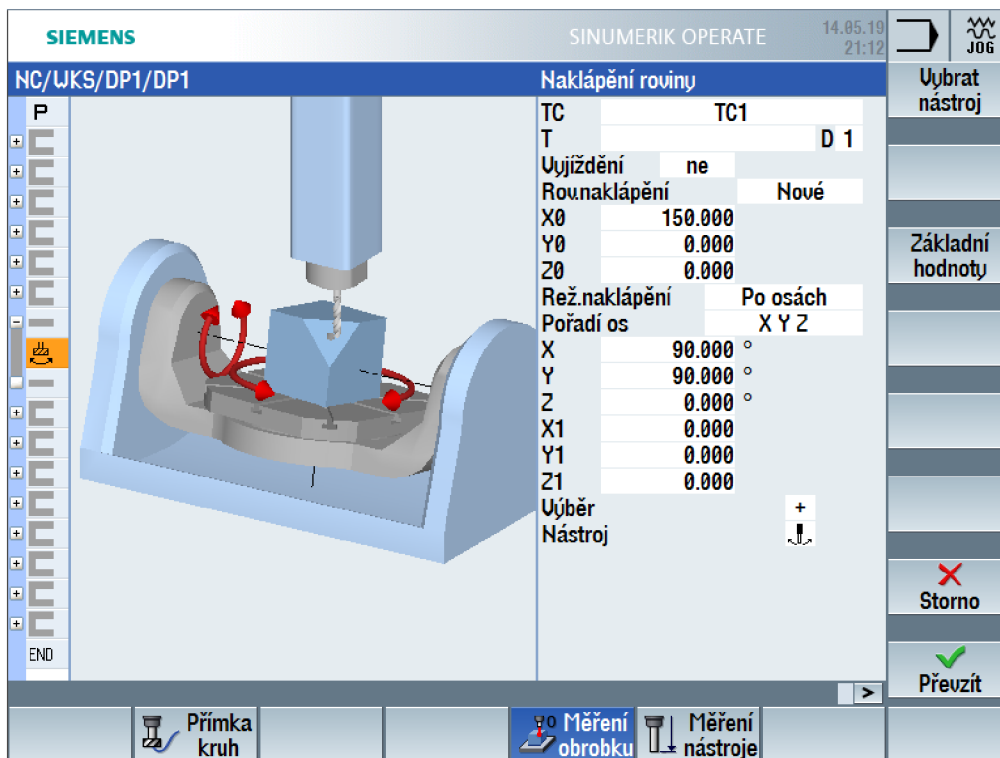 SIEMENS
SINUMERIK OPERATE
14.05.19
21:12
JOG
NC/WKS/DP1/DP1
Naklápění roviny
P
END
TC TC1
T D 1
Vyjíždění ne
Rov.naklápění Nové
X0 150.000
Y0 0.000
Z0 0.000
Rež.naklápění Po osách
Pořadí os X Y Z
X 90.000 °
Y 90.000 °
Z 0.000 °
X1 0.000
Y1 0.000
Z1 0.000
Výběr +
Nástroj
Vybrat
nástroj
Základní
hodnoty
Storno
Převzít
>
Přímka
kruh
Měření
obrobku
Měření
nástroje